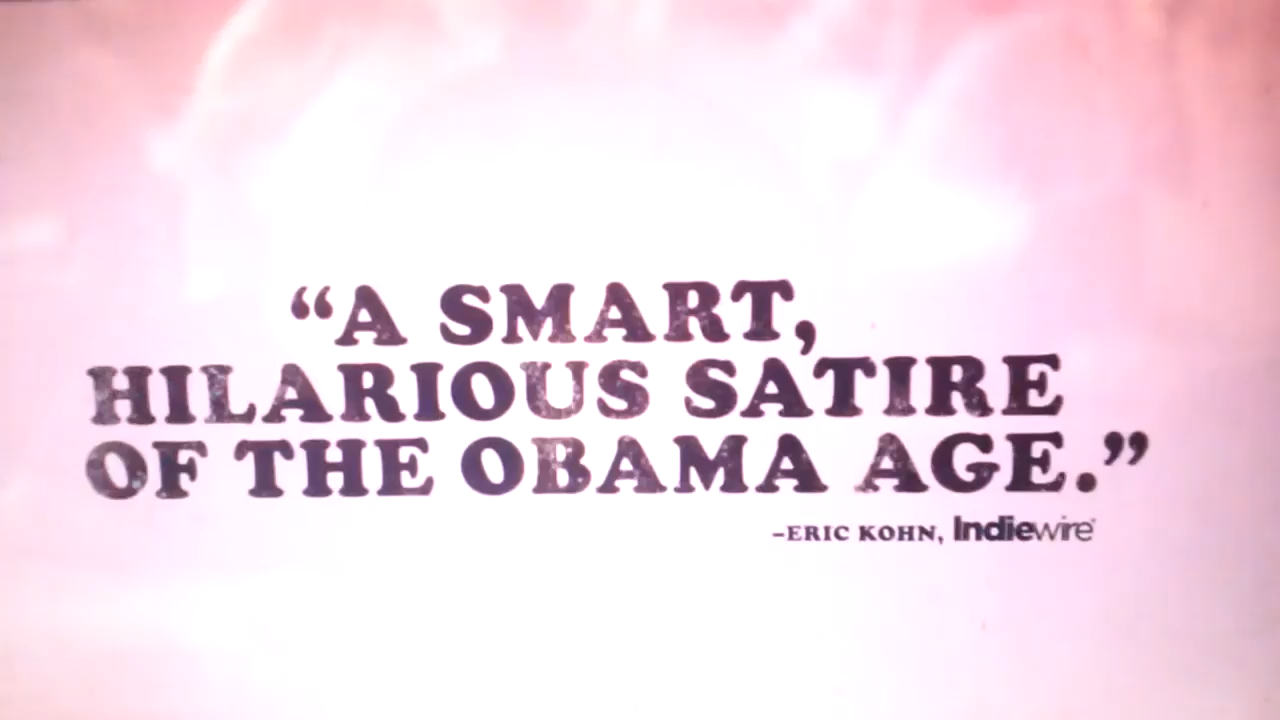 “A SMART,
HILARIOUS SATIRE
OF THE OBAMA AGE.”
–ERIC KOHN, Indiewire